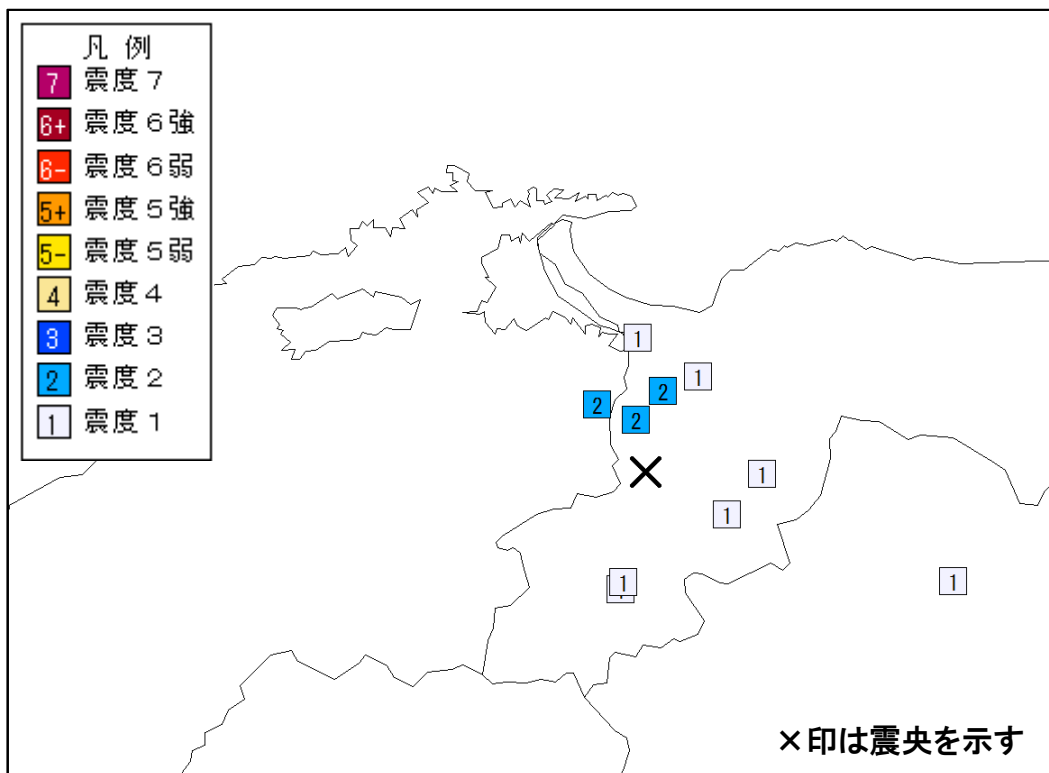 凡 例
7 震度７
6+ 震度６強
6- 震度６弱
5+ 震度５強
5- 震度５弱
4 震度４
3 震度３
2 震度２
1 震度１
1
1
2
2
2
1
1
1
1
×印は震央を示す